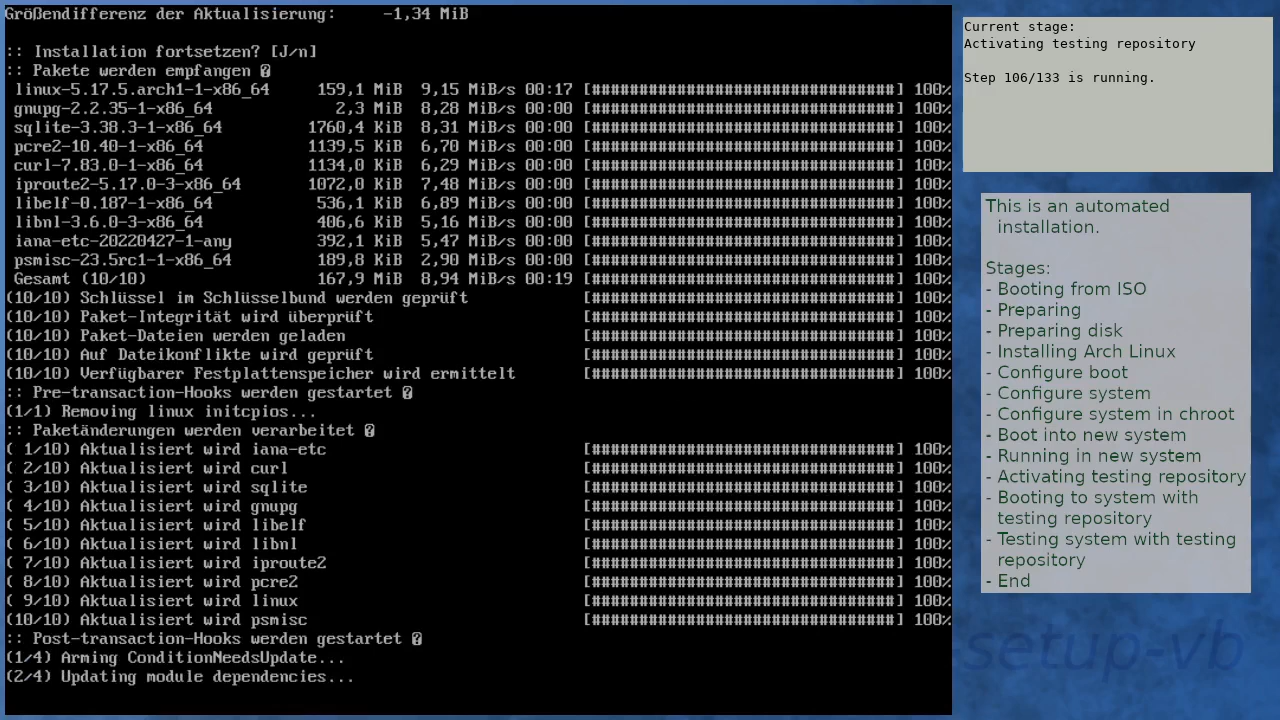 Größendifferenz der Aktualisierung:     -1,34 MiB
:: Installation fortsetzen? [J/n]
:: Pakete werden empfangen �
linux-5.17.5.arch1-1-x86_64     159,1 MiB  9,15 MiB/s 00:17 [################################] 100%
gnupg-2.2.35-1-x86_64     2,3 MiB  8,28 MiB/s 00:00 [################################] 100%
sqlite-3.38.3-1-x86_64     1760,4 KiB  8,31 MiB/s 00:00 [################################] 100%
pcre2-10.40-1-x86_64     1139,5 KiB  6,70 MiB/s 00:00 [################################] 100%
curl-7.83.0-1-x86_64     1134,0 KiB  6,29 MiB/s 00:00 [################################] 100%
iproute2-5.17.0-3-x86_64     1072,0 KiB  7,48 MiB/s 00:00 [################################] 100%
libelf-0.187-1-x86_64     536,1 KiB  6,89 MiB/s 00:00 [################################] 100%
libnl-3.6.0-3-x86_64     406,6 KiB  5,16 MiB/s 00:00 [################################] 100%
iana-etc-20220427-1-any     392,1 KiB  5,47 MiB/s 00:00 [################################] 100%
psmisc-23.5rc1-1-x86_64     189,8 KiB  2,90 MiB/s 00:00 [################################] 100%
Gesamt (10/10)     167,9 MiB  8,94 MiB/s 00:19 [################################] 100%
(10/10) Schlüssel im Schlüsselbund werden geprüft     [################################] 100%
(10/10) Paket-Integrität wird überprüft     [################################] 100%
(10/10) Paket-Dateien werden geladen     [################################] 100%
(10/10) Auf Dateikonflikte wird geprüft     [################################] 100%
(10/10) Verfügbarer Festplattenspeicher wird ermittelt     [################################] 100%
:: Pre-transaction-Hooks werden gestartet �
(1/1) Removing linux initcpios...
:: Paketänderungen werden verarbeitet �
( 1/10) Aktualisiert wird iana-etc     [################################] 100%
( 2/10) Aktualisiert wird curl     [################################] 100%
( 3/10) Aktualisiert wird sqlite     [################################] 100%
( 4/10) Aktualisiert wird gnupg     [################################] 100%
( 5/10) Aktualisiert wird libelf     [################################] 100%
( 6/10) Aktualisiert wird libnl     [################################] 100%
( 7/10) Aktualisiert wird iproute2     [################################] 100%
( 8/10) Aktualisiert wird pcre2     [################################] 100%
( 9/10) Aktualisiert wird linux     [################################] 100%
(10/10) Aktualisiert wird psmisc     [################################] 100%
:: Post-transaction-Hooks werden gestartet �
(1/4) Arming ConditionNeedsUpdate...
(2/4) Updating module dependencies...
Current stage:
Activating testing repository
Step 106/133 is running.
This is an automated
installation.
Stages:
- Booting from ISO
- Preparing
- Preparing disk
- Installing Arch Linux
- Configure boot
- Configure system
- Configure system in chroot
- Boot into new system
- Running in new system
- Activating testing repository
- Booting to system with
testing repository
- Testing system with testing
repository
- End
setup-vb